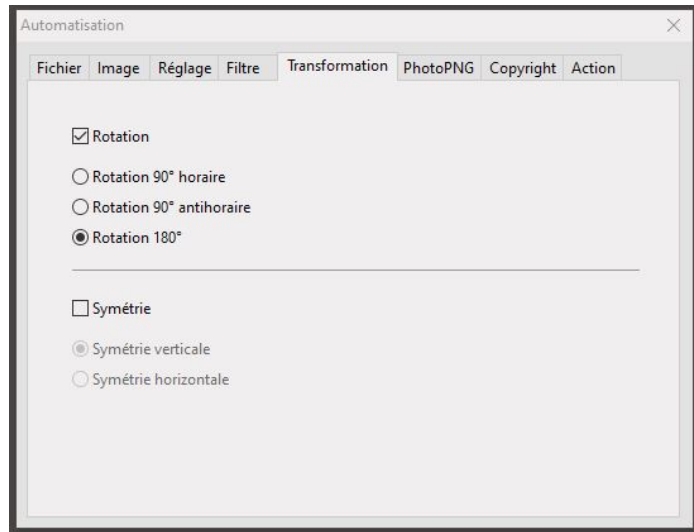 Automatisation
Fichier Image Réglage Filtre Transformation PhotoPNG Copyright Action
Rotation
Rotation 90° horaire
Rotation 90° antihoraire
Rotation 180°
Symétrie
Symétrie verticale
Symétrie horizontale